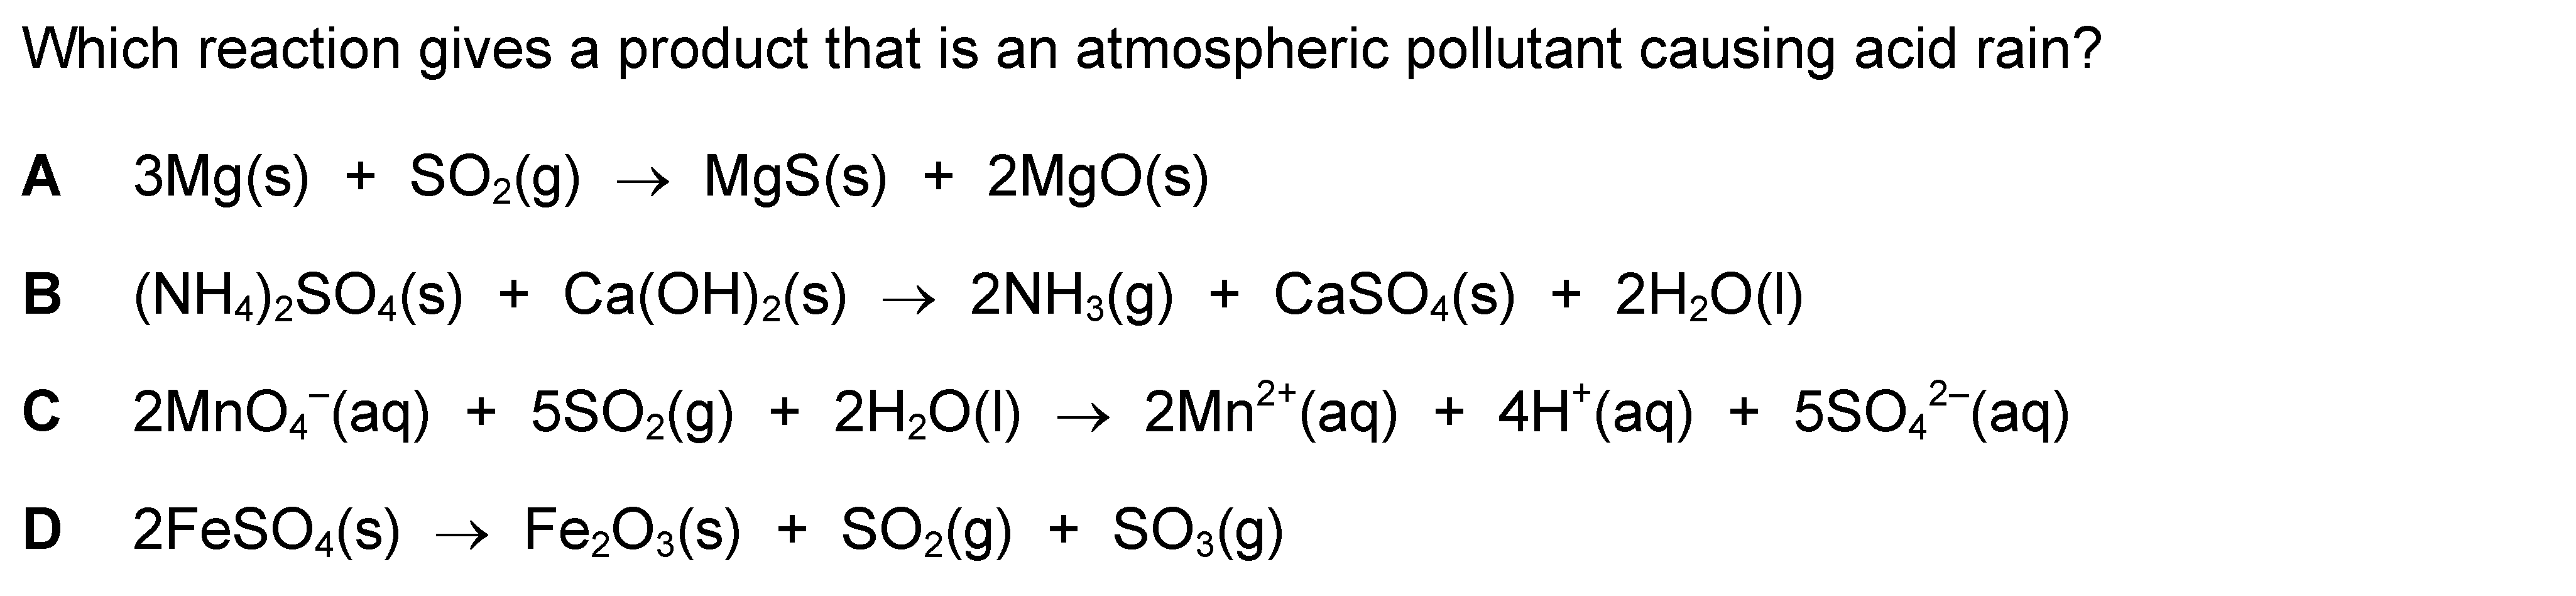 Which reaction gives a product that is an atmospheric pollutant causing acid rain?
A 3Mg(s) + SO₂(g) → MgS(s) + 2MgO(s)
B (NH₄)₂SO₄(s) + Ca(OH)₂(s) → 2NH₃(g) + CaSO₄(s) + 2H₂O(l)
C 2MnO₄⁻(aq) + 5SO₂(g) + 2H₂O(l) → 2Mn²⁺(aq) + 4H⁺(aq) + 5SO₄²⁻(aq)
D 2FeSO₄(s) → Fe₂O₃(s) + SO₂(g) + SO₃(g)